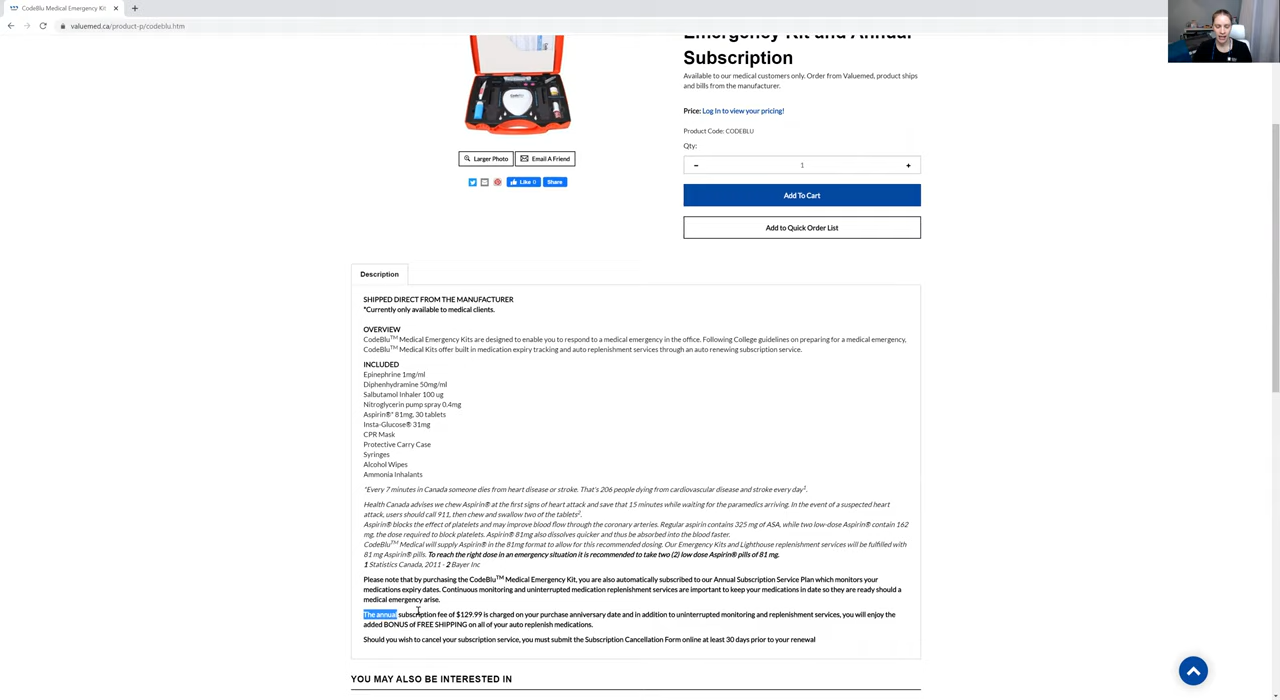 CodeBlu Medical Emergency Kit
valuemed.ca/product-p/codeblu.htm
Emergency Kit and Annual
Subscription
Available to our medical customers only. Order from Valuemed, product ships
and bills from the manufacturer.
Price: Log In to view your pricing!
Product Code: CODEBLU
Qty:
- 1 +
Larger Photo Email A Friend
Add To Cart
Like 0 Share
Add to Quick Order List
Description
SHIPPED DIRECT FROM THE MANUFACTURER
*Currently only available to medical clients.
OVERVIEW
CodeBlu™ Medical Emergency Kits are designed to enable you to respond to a medical emergency in the office. Following College guidelines on preparing for a medical emergency,
CodeBlu™ Medical Kits offer built in medication expiry tracking and auto replenishment services through an auto renewing subscription service.
INCLUDED
Epinephrine 1mg/ml
Diphenhydramine 50mg/ml
Salbutamol Inhaler 100 ug
Nitroglycerin pump spray 0.4mg
Aspirin®* 81mg, 30 tablets
Insta-Glucose® 31mg
CPR Mask
Protective Carry Case
Syringes
Alcohol Wipes
Ammonia Inhalants
*Every 7 minutes in Canada someone dies from heart disease or stroke. That's 206 people dying from cardiovascular disease and stroke every day¹.
Health Canada advises we chew Aspirin® at the first signs of heart attack and save that 15 minutes while waiting for the paramedics arriving. In the event of a suspected heart
attack, users should call 911, then chew and swallow two of the tablets².
Aspirin® blocks the effect of platelets and may improve blood flow through the coronary arteries. Regular aspirin contains 325 mg of ASA, while two low-dose Aspirin® contain 162
mg, the dose required to block platelets. Aspirin® 81mg also dissolves quicker and thus be absorbed into the blood faster.
CodeBlu™ Medical will supply Aspirin® in the 81mg format to allow for this recommended dosing. Our Emergency Kits and Lighthouse replenishment services will be fulfilled with
81 mg Aspirin® pills. To reach the right dose in an emergency situation it is recommended to take two (2) low dose Aspirin® pills of 81 mg.
1 Statistics Canada, 2011 - 2 Bayer Inc
Please note that by purchasing the CodeBlu™ Medical Emergency Kit, you are also automatically subscribed to our Annual Subscription Service Plan which monitors your
medications expiry dates. Continuous monitoring and uninterrupted medication replenishment services are important to keep your medications in date so they are ready should a
medical emergency arise.
The annual subscription fee of $129.99 is charged on your purchase anniversary date and in addition to uninterrupted monitoring and replenishment services, you will enjoy the
added BONUS of FREE SHIPPING on all of your auto replenish medications.
Should you wish to cancel your subscription service, you must submit the Subscription Cancellation Form online at least 30 days prior to your renewal
YOU MAY ALSO BE INTERESTED IN